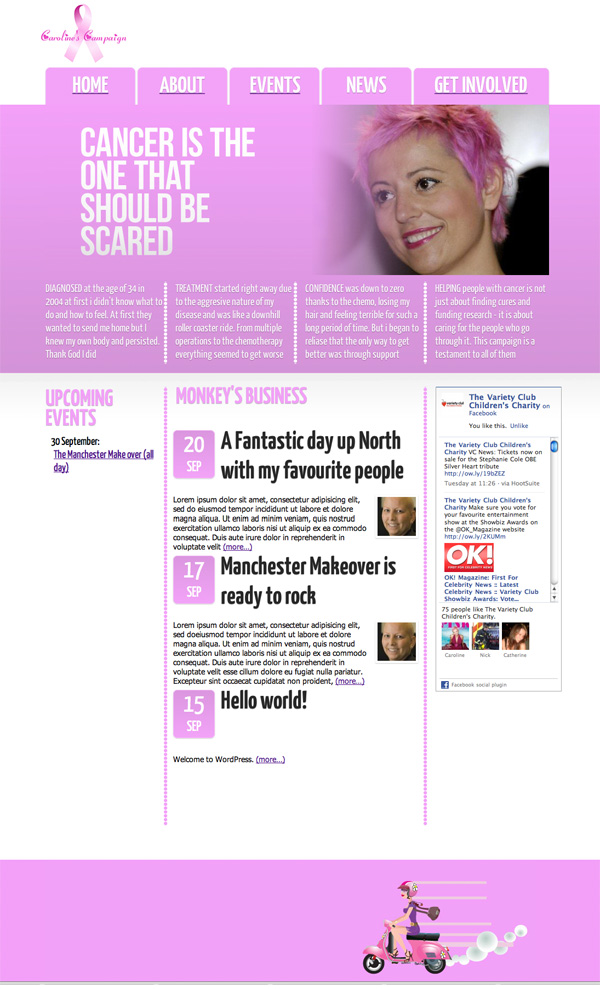 Caroline's Campaign
HOME
ABOUT
EVENTS
NEWS
GET INVOLVED
CANCER IS THE
ONE THAT
SHOULD BE
SCARED
DIAGNOSED at the age of 34 in
2004 at first i didn't know what to
do and how to feel. At first they
wanted to send me home but I
knew my own body and persisted.
Thank God I did
TREATMENT started right away due
to the aggresive nature of my
disease and was like a downhill
roller coaster ride. From multiple
operations to the chemotherapy
everything seemed to get worse
CONFIDENCE was down to zero
thanks to the chemo, losing my
hair and feeling terrible for such a
long period of time. But i began to
reliase that the only way to get
better was through support
HELPING people with cancer is not
just about finding cures and
funding research - it is about
caring for the people who go
through it. This campaign is a
testament to all of them
UPCOMING
EVENTS
30 September:
The Manchester Make over (all
day)
MONKEY'S BUSINESS
20
SEP
A Fantastic day up North
with my favourite people
Lorem ipsum dolor sit amet, consectetur adipisicing elit,
sed do eiusmod tempor incididunt ut labore et dolore
magna aliqua. Ut enim ad minim veniam, quis nostrud
exercitation ullamco laboris nisi ut aliquip ex ea commodo
consequat. Duis aute irure dolor in reprehenderit in
voluptate velit (more...)
17
SEP
Manchester Makeover is
ready to rock
Lorem ipsum dolor sit amet, consectetur adipisicing elit,
sed doeiusmod tempor incididunt ut labore et dolore
magna aliqua. Ut enim ad minim veniam, quis nostrud
exercitation ullamco laboris nisi ut aliquip ex ea commodo
consequat. Duis aute irure dolor in reprehenderit in
voluptate velit esse cillum dolore eu fugiat nulla pariatur.
Excepteur sint occaecat cupidatat non proident, (more...)
15
SEP
Hello world!
Welcome to WordPress. (more...)
The Variety Club
Children's Charity on
Facebook
You like this. Unlike
The Variety Club Children's
Charity VC News: Tickets now on
sale for the Stephanie Cole OBE
Silver Heart tribute
http://ow.ly/19bZEZ
Tuesday at 11:26 · via HootSuite
The Variety Club Children's
Charity Make sure you vote for
your favourite entertainment
show at the Showbiz Awards on
the @OK_Magazine website
http://ow.ly/2KUMm
OK!
FIRST FOR CELEBRITY NEWS
OK! Magazine: First For
Celebrity News :: Latest
Celebrity News :: Variety Club
Showbiz Awards: Vote...
75 people like The Variety Club
Children's Charity.
Caroline
Nick
Catherine
Facebook social plugin